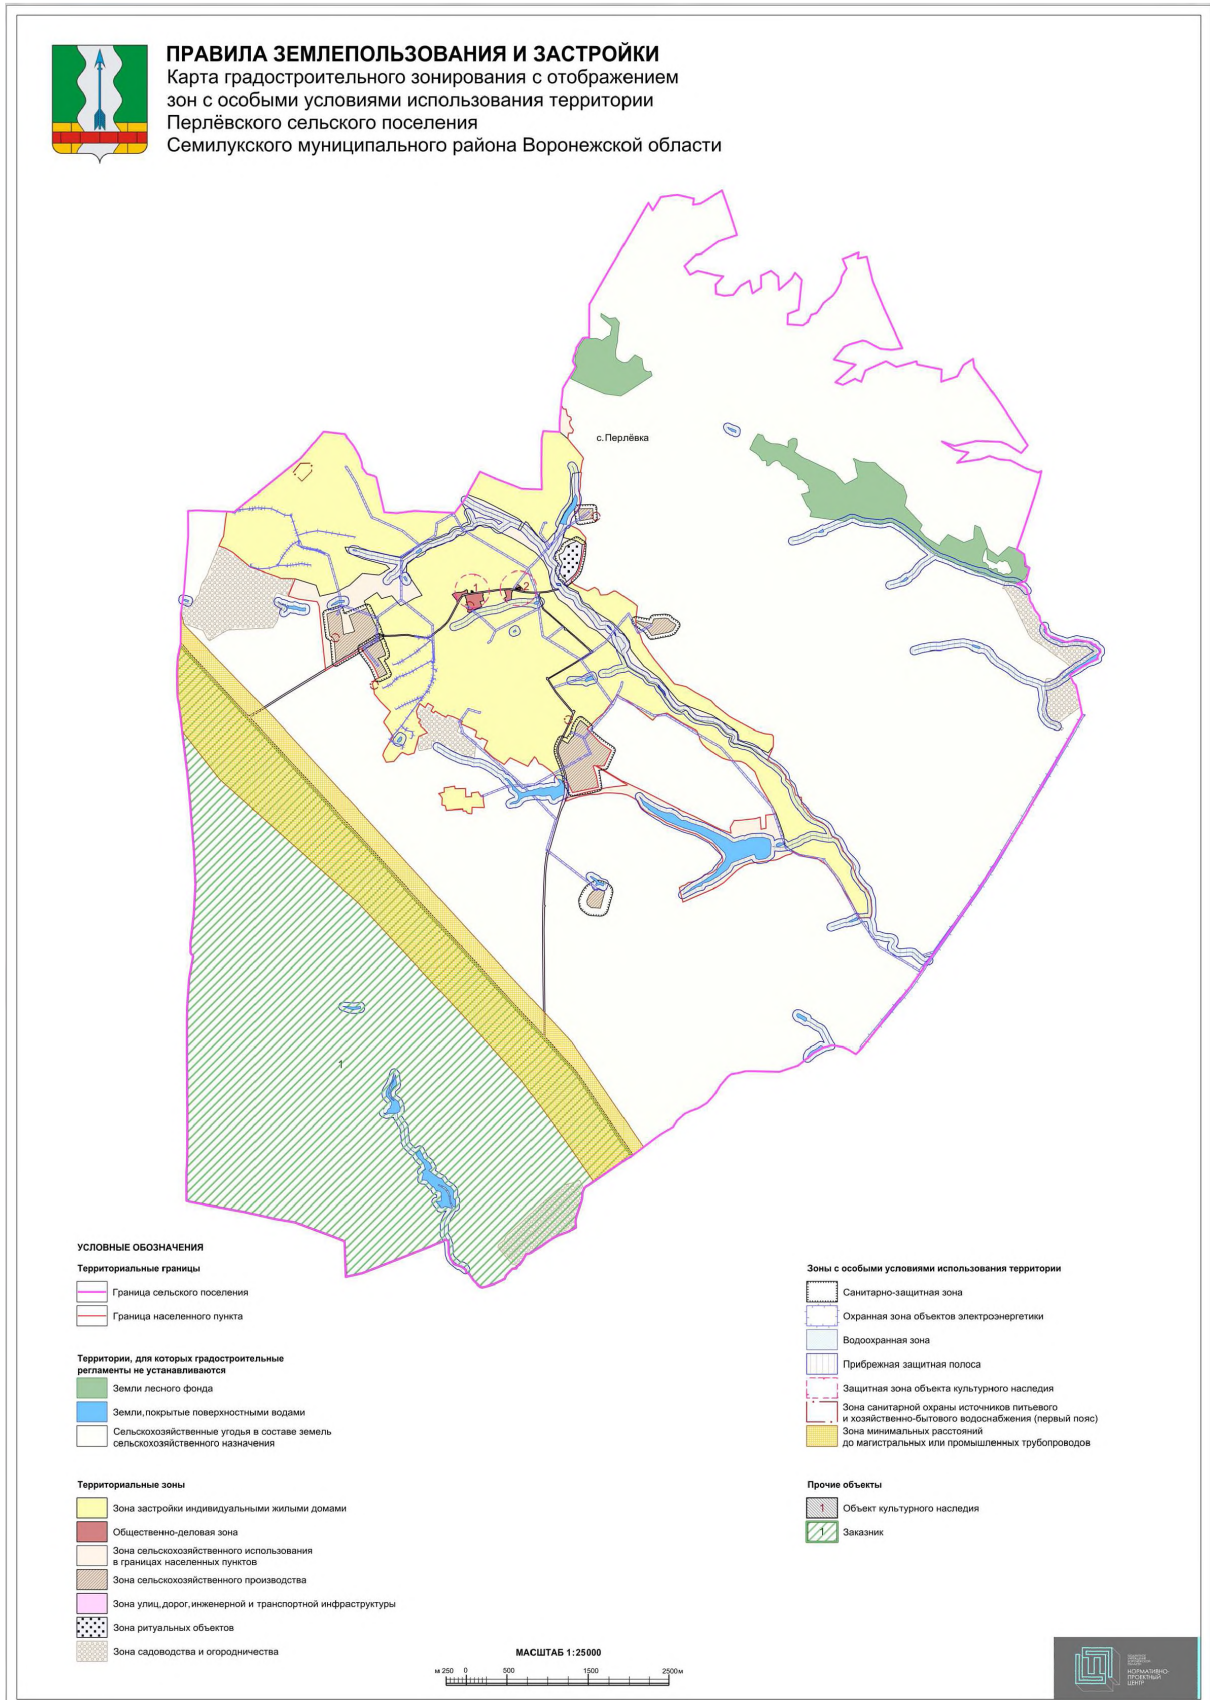 ПРАВИЛА ЗЕМЛЕПОЛЬЗОВАНИЯ И ЗАСТРОЙКИ
Карта градостроительного зонирования с отображением
зон с особыми условиями использования территории
Перлёвского сельского поселения
Семилукского муниципального района Воронежской области
с.Перлёвка
1
2
1
УСЛОВНЫЕ ОБОЗНАЧЕНИЯ
Территориальные границы
Граница сельского поселения
Граница населенного пункта
Территории, для которых градостроительные
регламенты не устанавливаются
Земли лесного фонда
Земли,покрытые поверхностными водами
Сельскохозяйственные угодья в составе земель
сельскохозяйственного назначения
Территориальные зоны
Зона застройки индивидуальными жилыми домами
Общественно-деловая зона
Зона сельскохозяйственного использования
в границах населенных пунктов
Зона сельскохозяйственного производства
Зона улиц,дорог,инженерной и транспортной инфраструктуры
Зона ритуальных объектов
Зона садоводства и огородничества
Зоны с особыми условиями использования территории
Санитарно-защитная зона
Охранная зона объектов электроэнергетики
Водоохранная зона
Прибрежная защитная полоса
Защитная зона объекта культурного наследия
Зона санитарной охраны источников питьевого
и хозяйственно-бытового водоснабжения (первый пояс)
Зона минимальных расстояний
до магистральных или промышленных трубопроводов
Прочие объекты
1 Объект культурного наследия
1 Заказник
МАСШТАБ 1:25000
м 250 0 500 1500 2500м
НОРМАТИВНО-
ПРОЕКТНЫЙ
ЦЕНТР